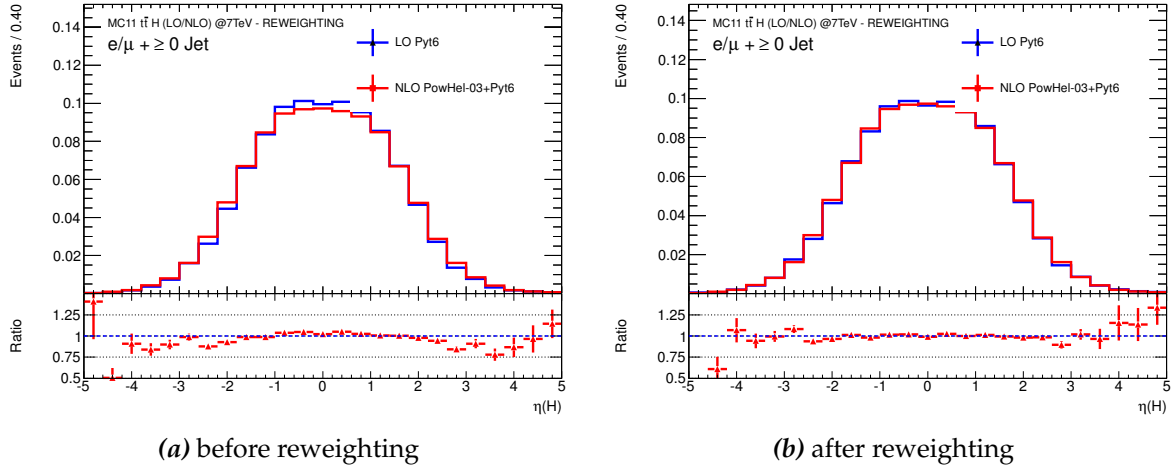 MC11 tt̄ H (LO/NLO) @7TeV - REWEIGHTING
e/μ + ≥ 0 Jet
LO Pyt6
NLO PowHel-03+Pyt6
Events / 0.40
0.14
0.12
0.1
0.08
0.06
0.04
0.02
Ratio
1.25
1
0.75
0.5
-5 -4 -3 -2 -1 0 1 2 3 4 5
η(H)
(a) before reweighting
MC11 tt̄ H (LO/NLO) @7TeV - REWEIGHTING
e/μ + ≥ 0 Jet
LO Pyt6
NLO PowHel-03+Pyt6
Events / 0.40
0.14
0.12
0.1
0.08
0.06
0.04
0.02
Ratio
1.25
1
0.75
0.5
-5 -4 -3 -2 -1 0 1 2 3 4 5
η(H)
(b) after reweighting